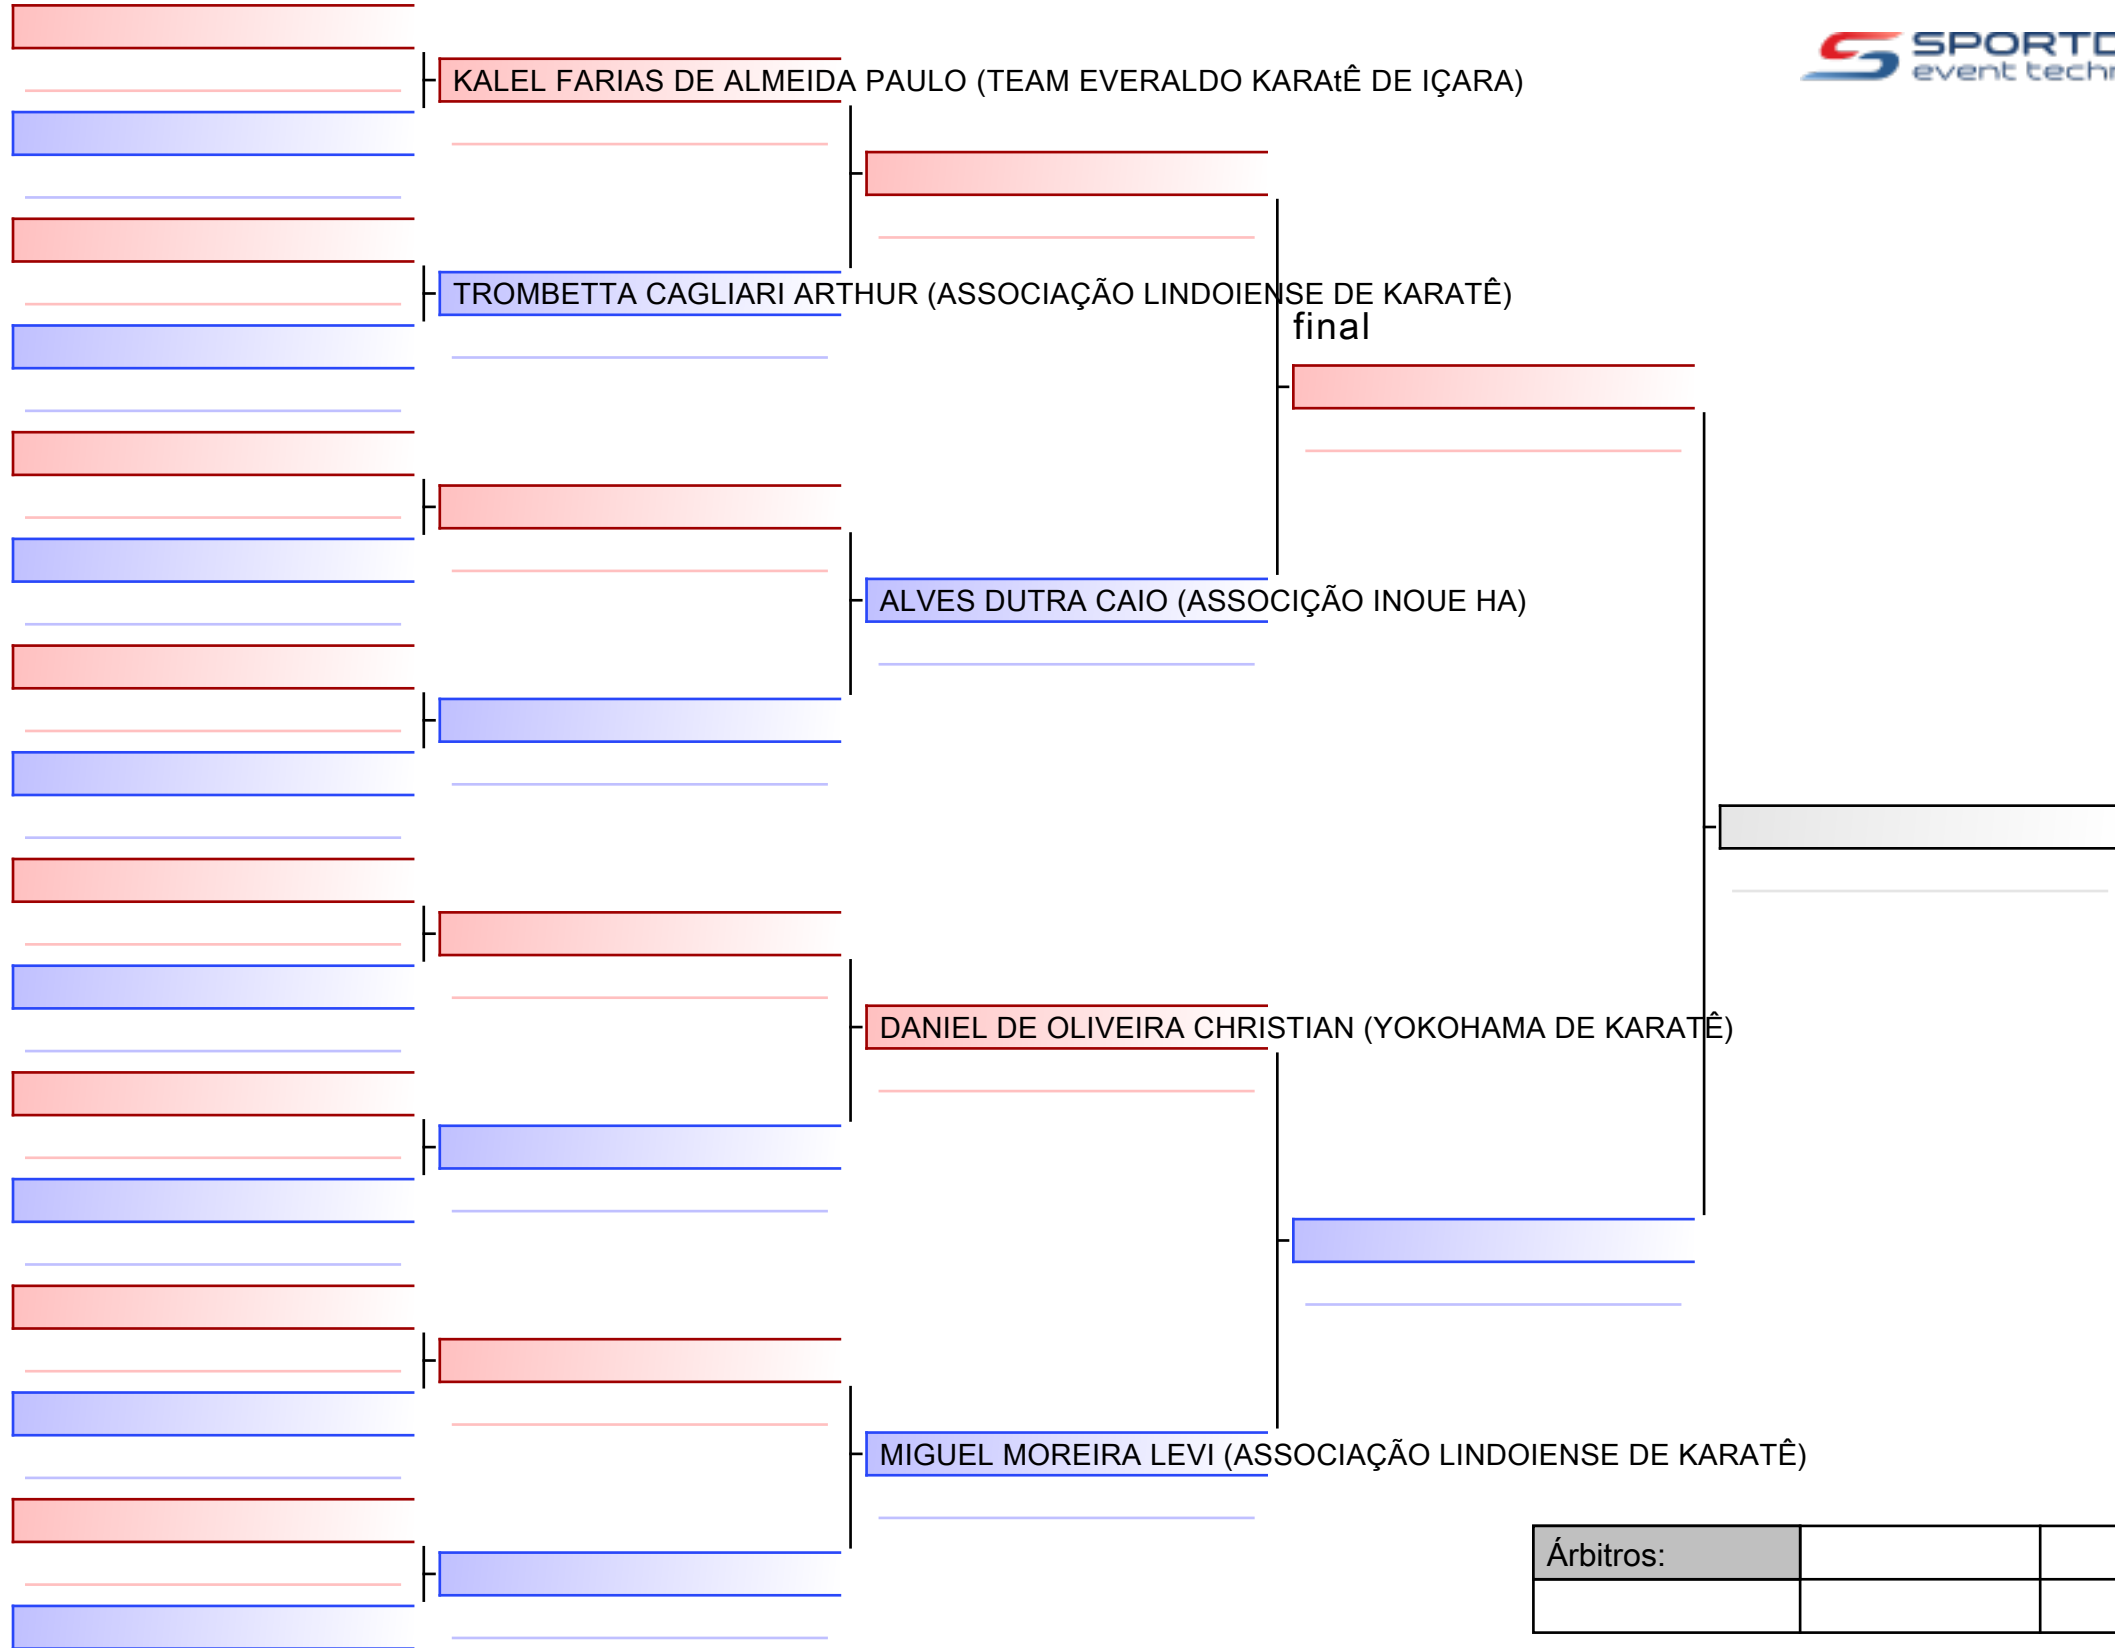 SPORTD
event techn
KALEL FARIAS DE ALMEIDA PAULO (TEAM EVERALDO KARAtÊ DE IÇARA)
TROMBETTA CAGLIARI ARTHUR (ASSOCIAÇÃO LINDOIENSE DE KARATÊ)
final
ALVES DUTRA CAIO (ASSOCIÇÃO INOUE HA)
DANIEL DE OLIVEIRA CHRISTIAN (YOKOHAMA DE KARATÊ)
MIGUEL MOREIRA LEVI (ASSOCIAÇÃO LINDOIENSE DE KARATÊ)
Árbitros: